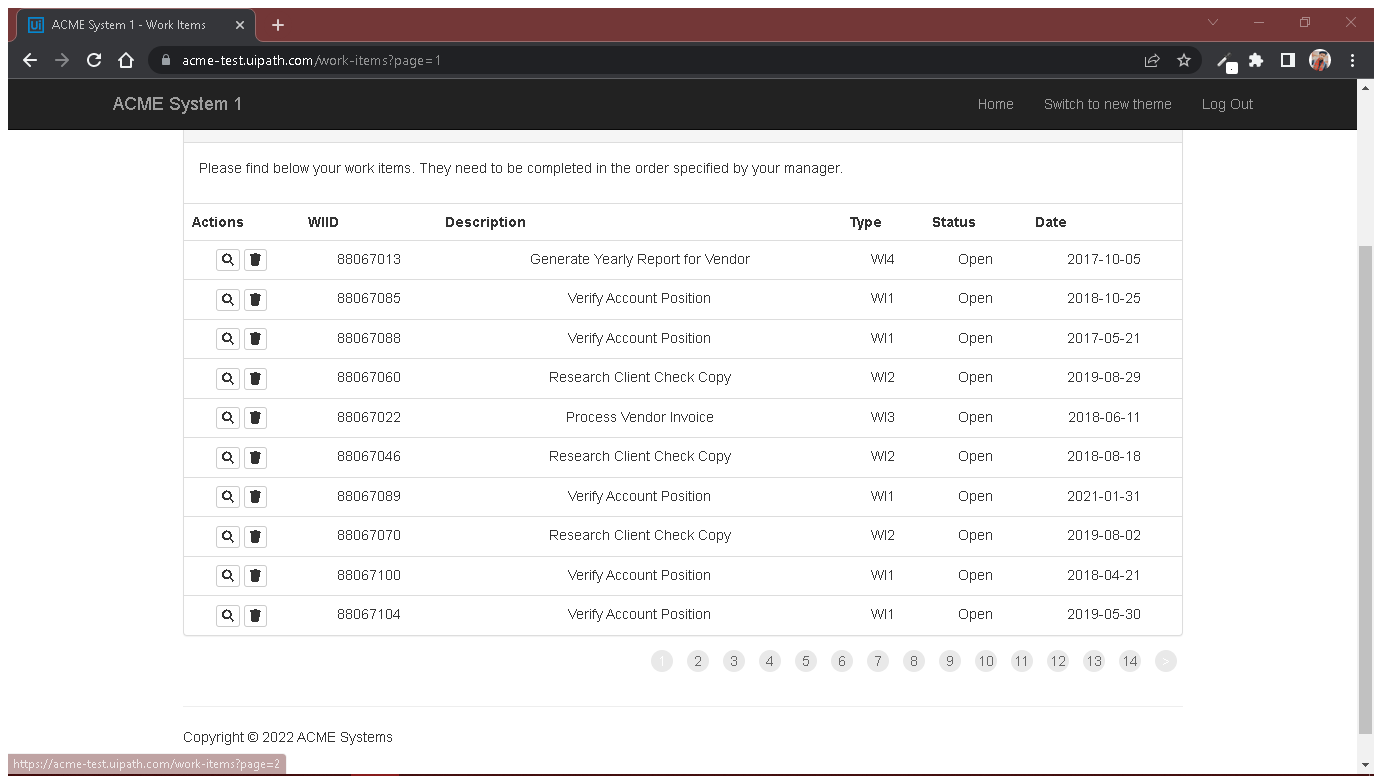 ACME System 1 - Work Items
acme-test.uipath.com/work-items?page=1
ACME System 1 Home Switch to new theme Log Out
Please find below your work items. They need to be completed in the order specified by your manager.
Actions WIID Description Type Status Date
88067013 Generate Yearly Report for Vendor WI4 Open 2017-10-05
88067085 Verify Account Position WI1 Open 2018-10-25
88067088 Verify Account Position WI1 Open 2017-05-21
88067060 Research Client Check Copy WI2 Open 2019-08-29
88067022 Process Vendor Invoice WI3 Open 2018-06-11
88067046 Research Client Check Copy WI2 Open 2018-08-18
88067089 Verify Account Position WI1 Open 2021-01-31
88067070 Research Client Check Copy WI2 Open 2019-08-02
88067100 Verify Account Position WI1 Open 2018-04-21
88067104 Verify Account Position WI1 Open 2019-05-30
1 2 3 4 5 6 7 8 9 10 11 12 13 14 >
Copyright © 2022 ACME Systems
https://acme-test.uipath.com/work-items?page=2